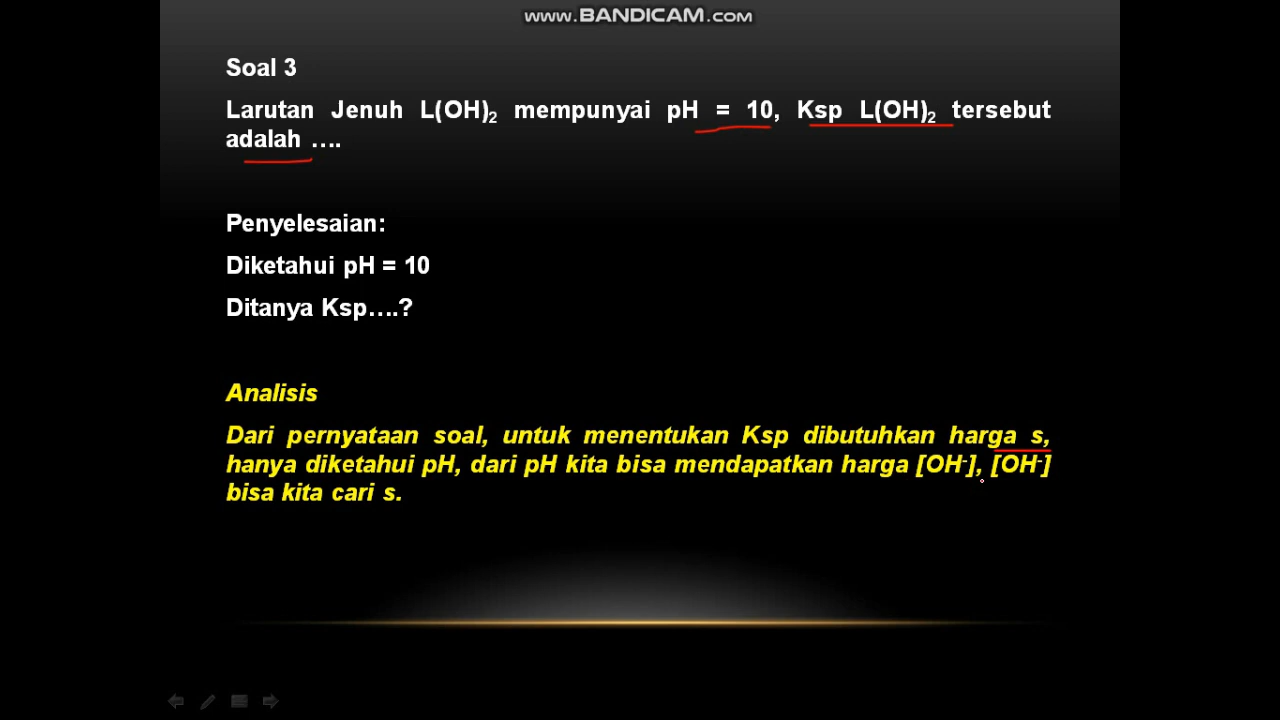 WWW.BANDICAM.COM
Soal 3
Larutan Jenuh L(OH)₂ mempunyai pH = 10, Ksp L(OH)₂ tersebut
adalah ….
Penyelesaian:
Diketahui pH = 10
Ditanya Ksp….?
Analisis
Dari pernyataan soal, untuk menentukan Ksp dibutuhkan harga s,
hanya diketahui pH, dari pH kita bisa mendapatkan harga [OH⁻], [OH⁻]
bisa kita cari s.